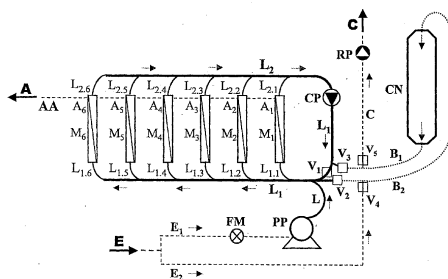 C
RP
CN
L₂
L₂.₆ L₂.₅ L₂.₄ L₂.₃ L₂.₂ L₂.₁
A
AA
A₆ A₅ A₄ A₃ A₂ A₁
CP
C
M₆ M₅ M₄ M₃ M₂ M₁
L₁
V₁ V₃ V₅ B₁
L₁.₆ L₁.₅ L₁.₄ L₁.₃ L₁.₂ L₁.₁
L₁
V₂ V₄ B₂
L
E₁ FM PP
E
E₂